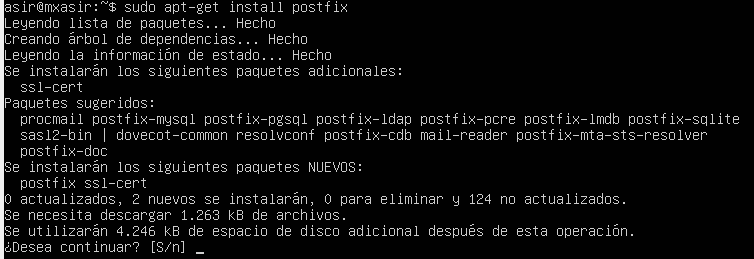 asir@mxasir:~$ sudo apt-get install postfix
Leyendo lista de paquetes... Hecho
Creando árbol de dependencias... Hecho
Leyendo la información de estado... Hecho
Se instalarán los siguientes paquetes adicionales:
  ssl-cert
Paquetes sugeridos:
  procmail postfix-mysql postfix-pgsql postfix-ldap postfix-pcre postfix-lmdb postfix-sqlite
  sasl2-bin | dovecot-common resolvconf postfix-cdb mail-reader postfix-mta-sts-resolver
  postfix-doc
Se instalarán los siguientes paquetes NUEVOS:
  postfix ssl-cert
0 actualizados, 2 nuevos se instalarán, 0 para eliminar y 124 no actualizados.
Se necesita descargar 1.263 kB de archivos.
Se utilizarán 4.246 kB de espacio de disco adicional después de esta operación.
¿Desea continuar? [S/n] _